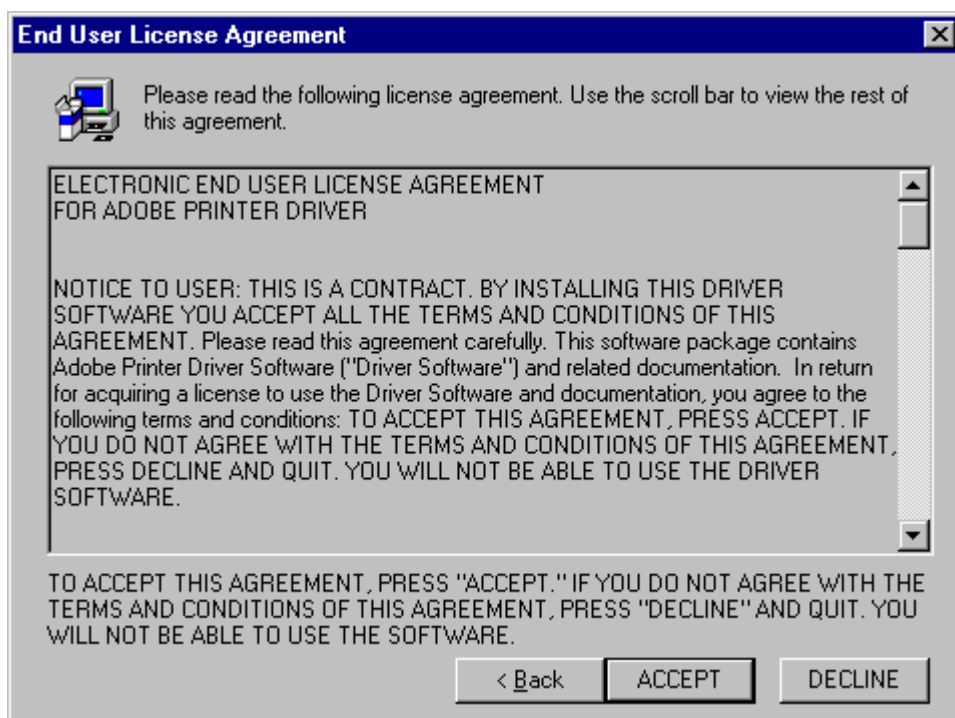 End User License Agreement
Please read the following license agreement. Use the scroll bar to view the rest of
this agreement.
ELECTRONIC END USER LICENSE AGREEMENT
FOR ADOBE PRINTER DRIVER
NOTICE TO USER: THIS IS A CONTRACT. BY INSTALLING THIS DRIVER
SOFTWARE YOU ACCEPT ALL THE TERMS AND CONDITIONS OF THIS
AGREEMENT. Please read this agreement carefully. This software package contains
Adobe Printer Driver Software ("Driver Software") and related documentation.  In return
for acquiring a license to use the Driver Software and documentation, you agree to the
following terms and conditions: TO ACCEPT THIS AGREEMENT, PRESS ACCEPT. IF
YOU DO NOT AGREE WITH THE TERMS AND CONDITIONS OF THIS AGREEMENT,
PRESS DECLINE AND QUIT. YOU WILL NOT BE ABLE TO USE THE DRIVER
SOFTWARE.
TO ACCEPT THIS AGREEMENT, PRESS "ACCEPT." IF YOU DO NOT AGREE WITH THE
TERMS AND CONDITIONS OF THIS AGREEMENT, PRESS "DECLINE" AND QUIT. YOU
WILL NOT BE ABLE TO USE THE SOFTWARE.
< Back ACCEPT DECLINE